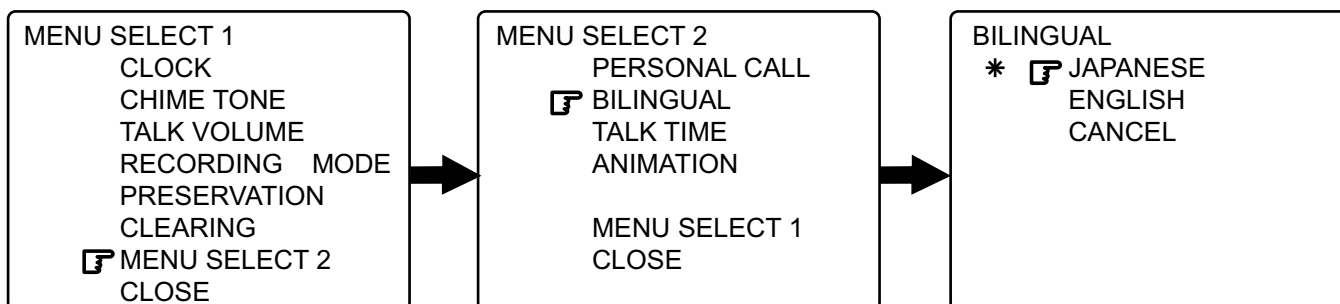 MENU SELECT 1
CLOCK
CHIME TONE
TALK VOLUME
RECORDING MODE
PRESERVATION
CLEARING
MENU SELECT 2
CLOSE
MENU SELECT 2
PERSONAL CALL
BILINGUAL
TALK TIME
ANIMATION
MENU SELECT 1
CLOSE
BILINGUAL
* JAPANESE
ENGLISH
CANCEL